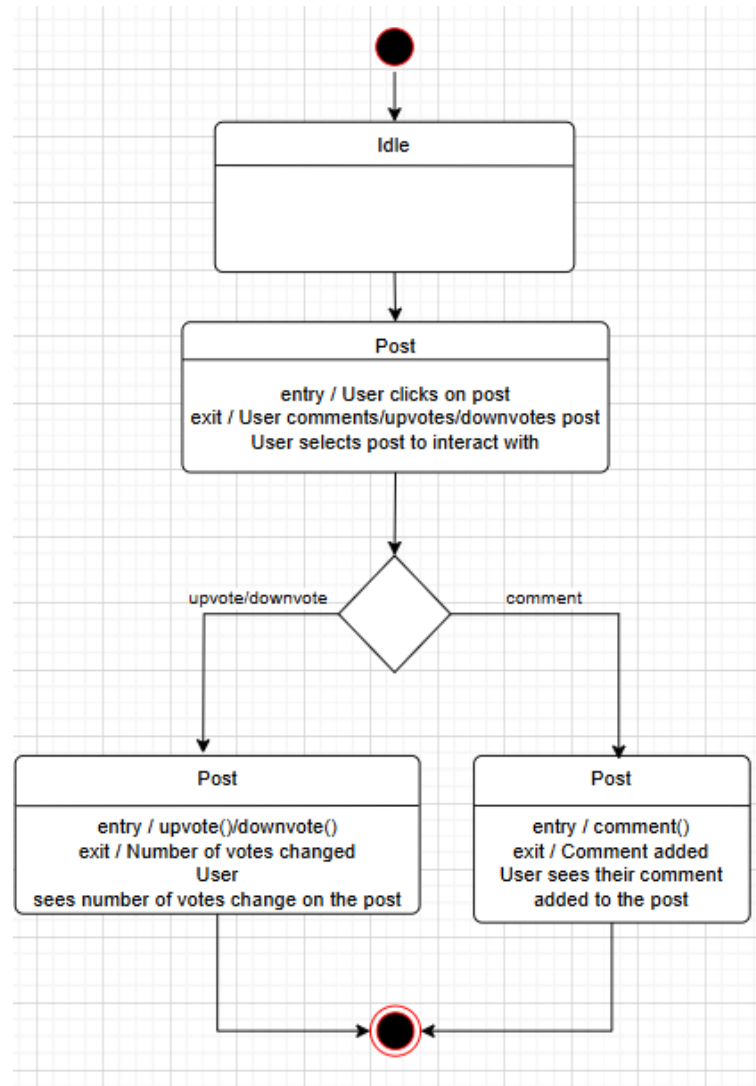 Idle
Post
entry / User clicks on post
exit / User comments/upvotes/downvotes post
User selects post to interact with
upvote/downvote
comment
Post
entry / upvote()/downvote()
exit / Number of votes changed
User
sees number of votes change on the post
Post
entry / comment()
exit / Comment added
User sees their comment
added to the post